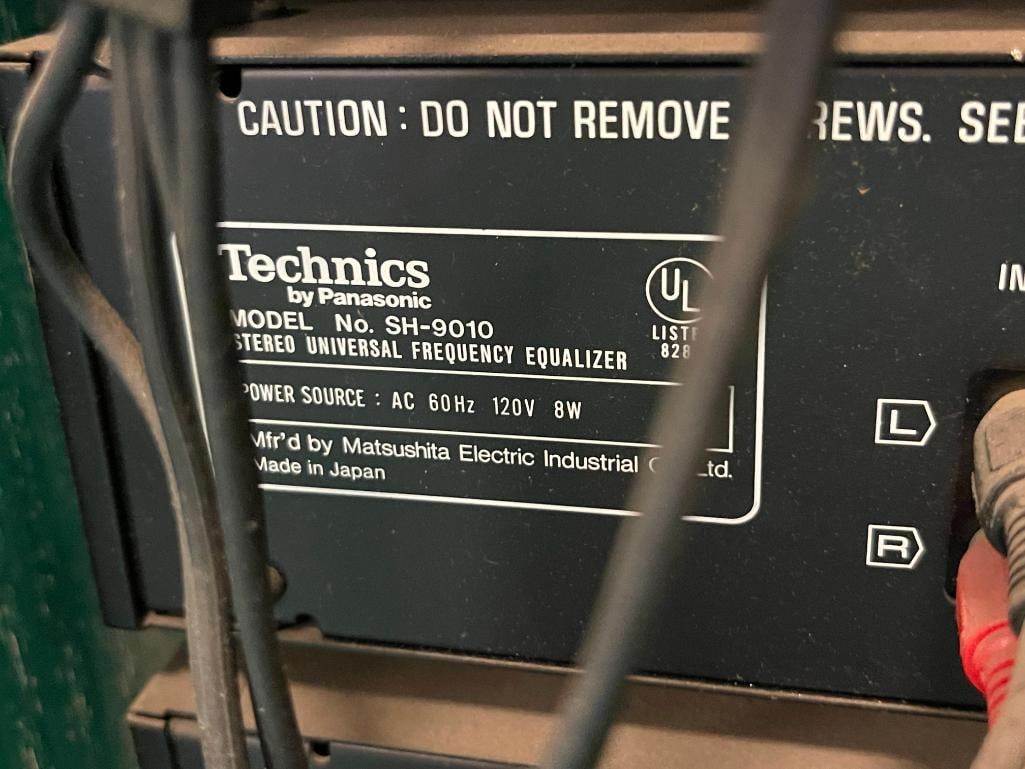 CAUTION : DO NOT REMOVE REWS. SEE
Technics
by Panasonic
MODEL No. SH-9010
STEREO UNIVERSAL FREQUENCY EQUALIZER
UL
LISTE
828
POWER SOURCE : AC 60Hz 120V 8W
Mfr'd by Matsushita Electric Industrial Ltd.
Made in Japan
IN
L
R